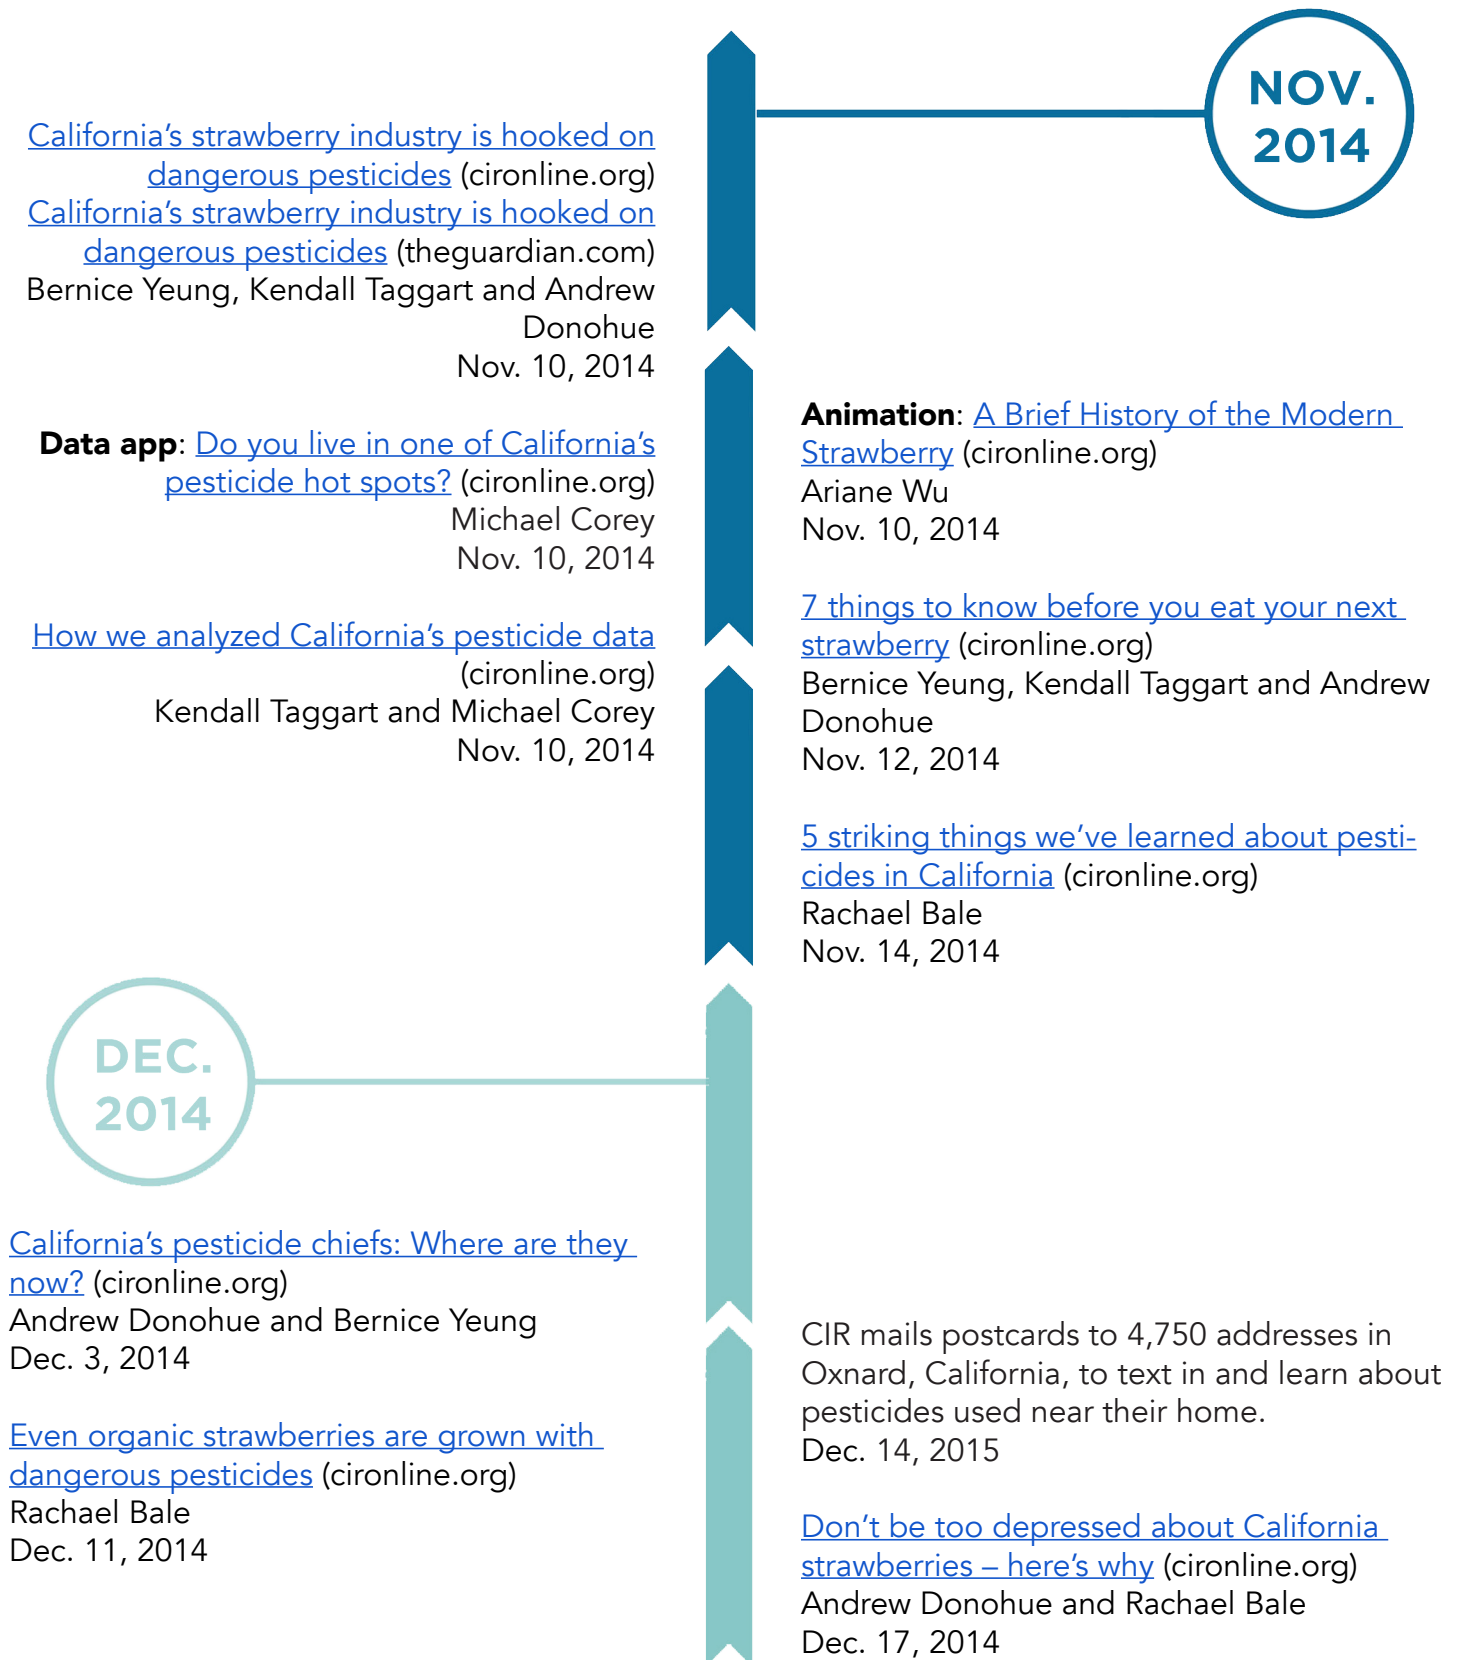 NOV.
2014
California’s strawberry industry is hooked on
dangerous pesticides (cironline.org)
California’s strawberry industry is hooked on
dangerous pesticides (theguardian.com)
Bernice Yeung, Kendall Taggart and Andrew
Donohue
Nov. 10, 2014
Data app: Do you live in one of California’s
pesticide hot spots? (cironline.org)
Michael Corey
Nov. 10, 2014
How we analyzed California’s pesticide data
(cironline.org)
Kendall Taggart and Michael Corey
Nov. 10, 2014
Animation: A Brief History of the Modern
Strawberry (cironline.org)
Ariane Wu
Nov. 10, 2014
7 things to know before you eat your next
strawberry (cironline.org)
Bernice Yeung, Kendall Taggart and Andrew
Donohue
Nov. 12, 2014
5 striking things we’ve learned about pesti-
cides in California (cironline.org)
Rachael Bale
Nov. 14, 2014
DEC.
2014
California’s pesticide chiefs: Where are they
now? (cironline.org)
Andrew Donohue and Bernice Yeung
Dec. 3, 2014
Even organic strawberries are grown with
dangerous pesticides (cironline.org)
Rachael Bale
Dec. 11, 2014
CIR mails postcards to 4,750 addresses in
Oxnard, California, to text in and learn about
pesticides used near their home.
Dec. 14, 2015
Don’t be too depressed about California
strawberries – here’s why (cironline.org)
Andrew Donohue and Rachael Bale
Dec. 17, 2014